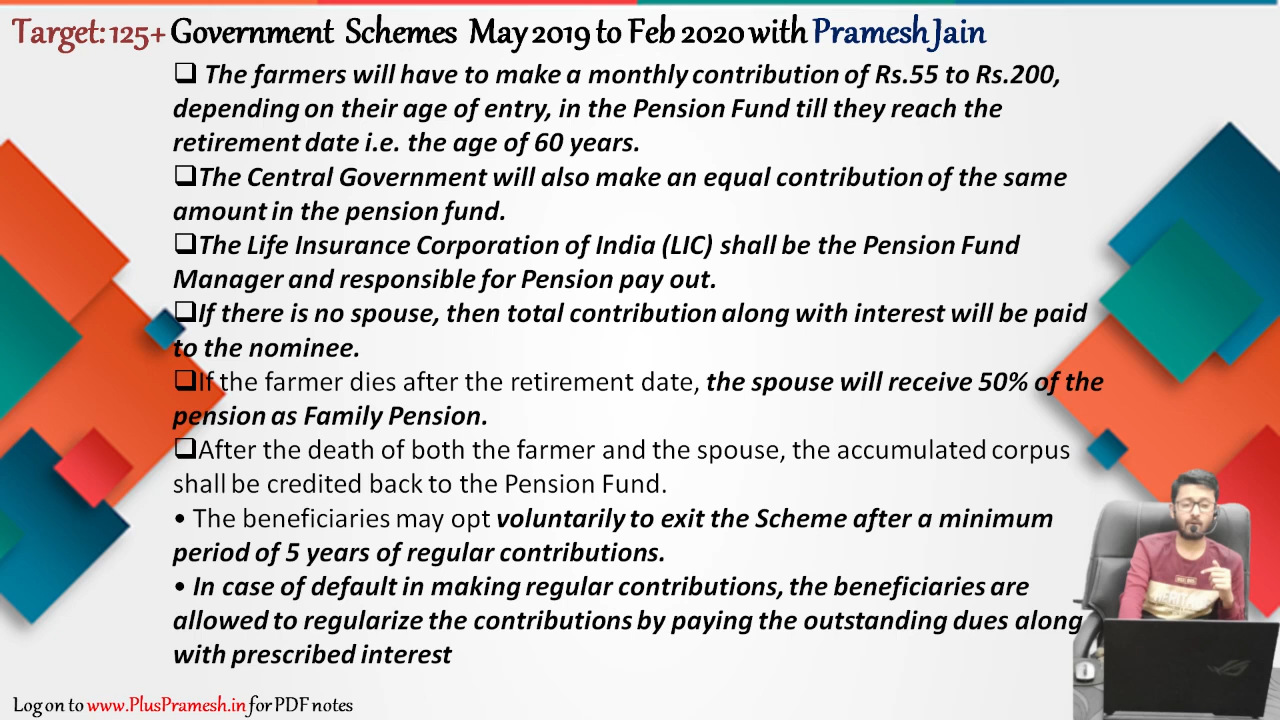 Target: 125+ Government Schemes May 2019 to Feb 2020 with Pramesh Jain
❑ The farmers will have to make a monthly contribution of Rs.55 to Rs.200,
depending on their age of entry, in the Pension Fund till they reach the
retirement date i.e. the age of 60 years.
❑The Central Government will also make an equal contribution of the same
amount in the pension fund.
❑The Life Insurance Corporation of India (LIC) shall be the Pension Fund
Manager and responsible for Pension pay out.
❑If there is no spouse, then total contribution along with interest will be paid
to the nominee.
❑If the farmer dies after the retirement date, the spouse will receive 50% of the
pension as Family Pension.
❑After the death of both the farmer and the spouse, the accumulated corpus
shall be credited back to the Pension Fund.
• The beneficiaries may opt voluntarily to exit the Scheme after a minimum
period of 5 years of regular contributions.
• In case of default in making regular contributions, the beneficiaries are
allowed to regularize the contributions by paying the outstanding dues along
with prescribed interest
Log on to www.PlusPramesh.in for PDF notes